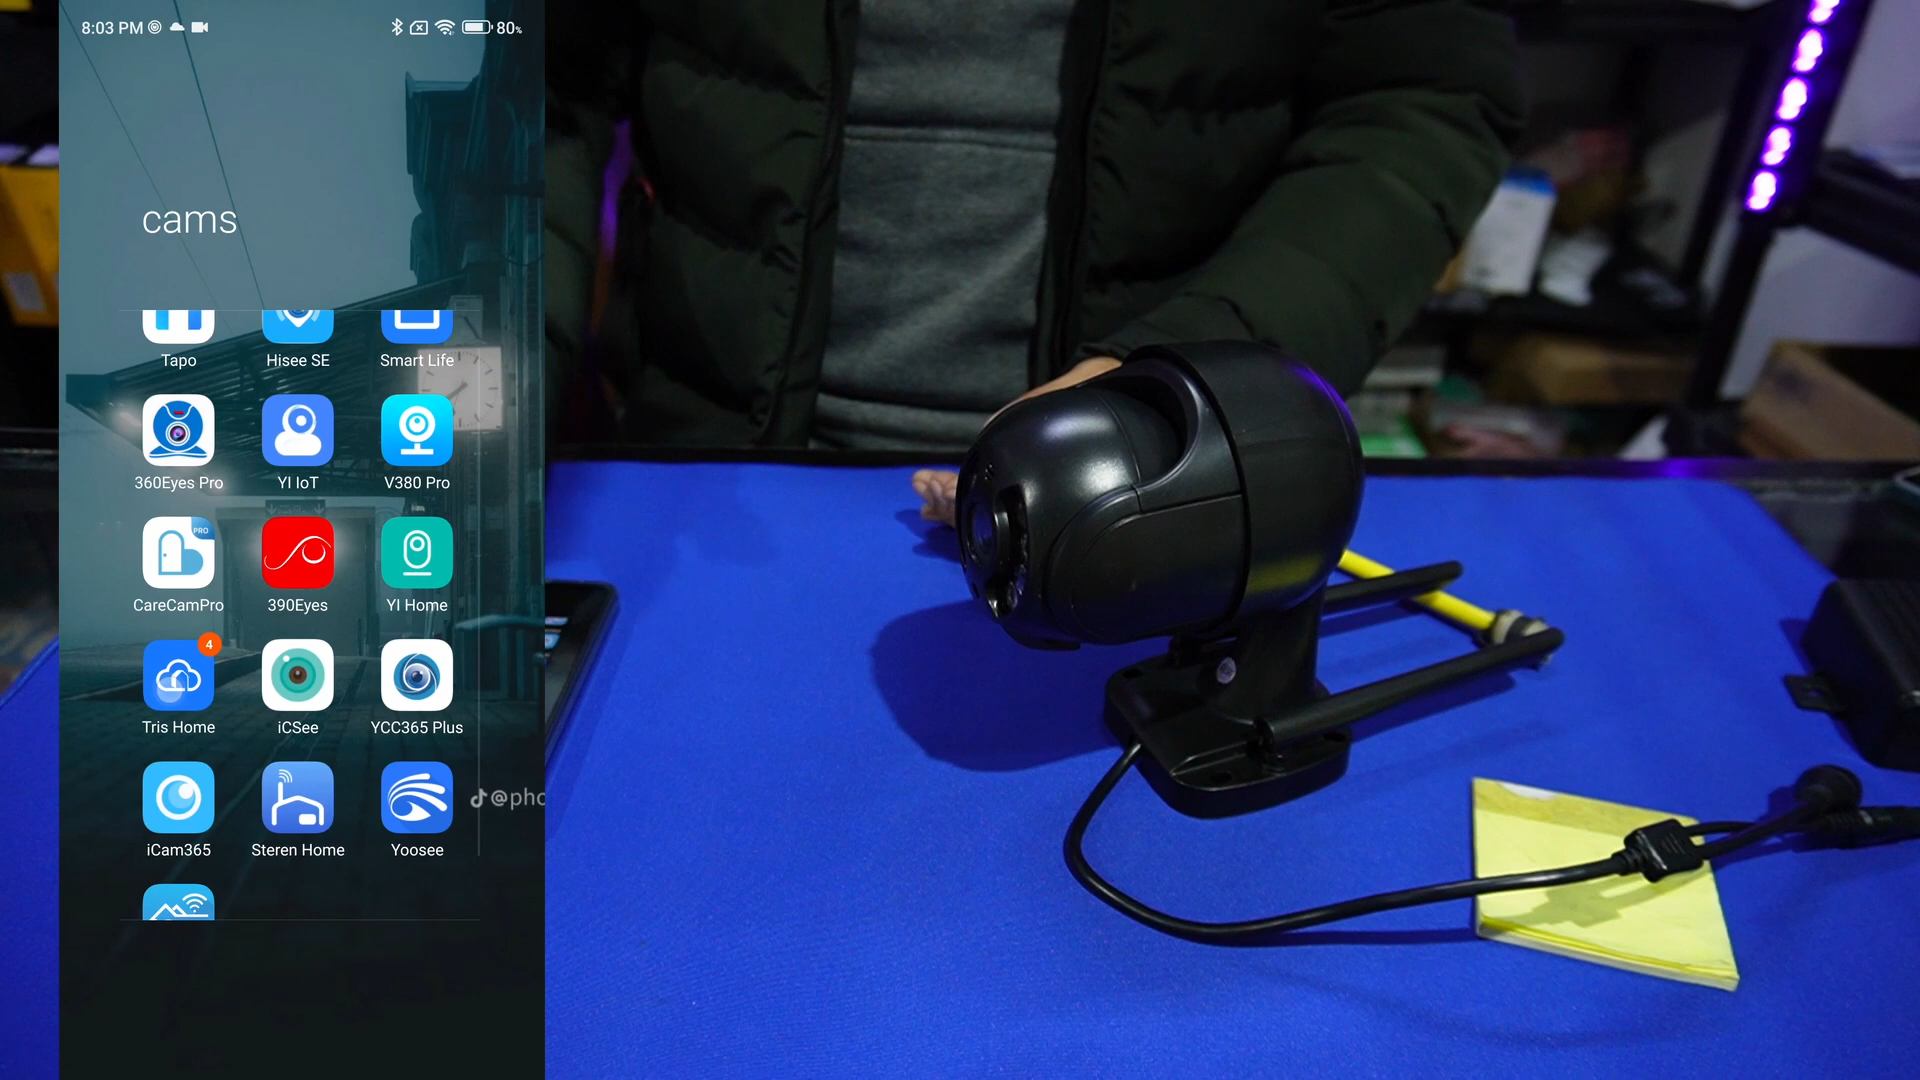 8:03 PM
80%
cams
Tapo
Hisee SE
Smart Life
360Eyes Pro
YI IoT
V380 Pro
PRO
CareCamPro
390Eyes
YI Home
4
Tris Home
iCSee
YCC365 Plus
@pho
iCam365
Steren Home
Yoosee